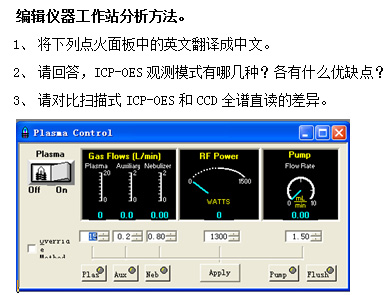 编辑仪器工作站分析方法。
1、 将下列点火面板中的英文翻译成中文。
2、 请回答，ICP-OES 观测模式有哪几种？各有什么优缺点？
3、 请对比扫描式 ICP-OES 和 CCD 全谱直读的差异。
Plasma Control
Plasma
Off On
Gas Flows (L/min)
Plasma Auxiliary Nebulizer
20 2 2
0 0 0
0 0.0 0.00
RF Power
0 1500
WATTS
0
Pump
Flow Rate
mL
min
0 10
0.00
0.2 0.80 1300 1.50
Plas Aux Neb Apply Pump Flush